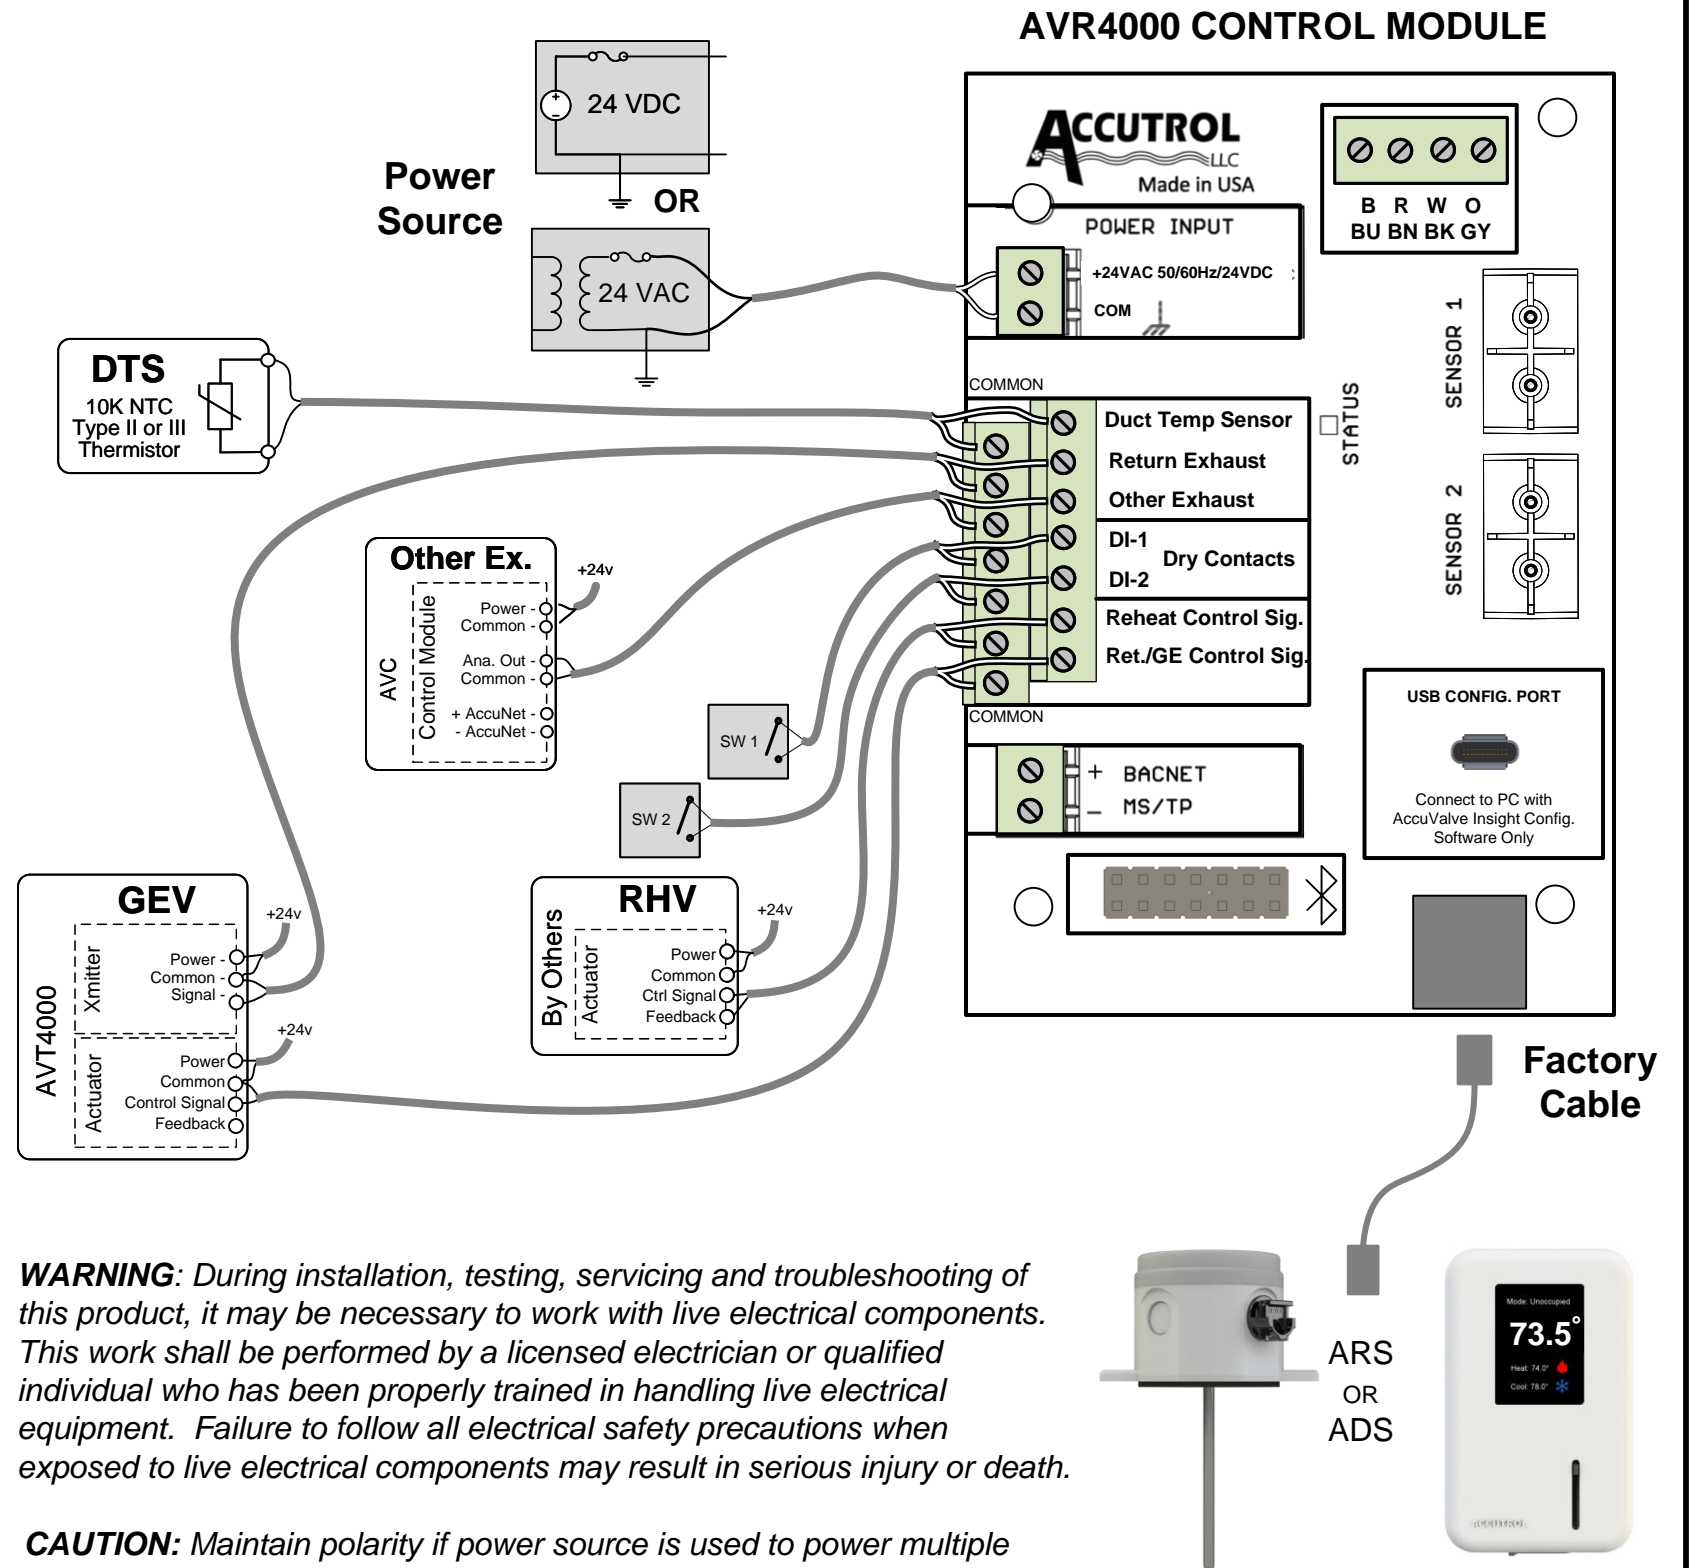 AVR4000 CONTROL MODULE
24 VDC
Power
Source
OR
24 VAC
ACCUTROL
LLC
Made in USA
POWER INPUT
+24VAC 50/60Hz/24VDC
COM
B R W O
BU BN BK GY
SENSOR 1
SENSOR 2
STATUS
DTS
10K NTC
Type II or III
Thermistor
COMMON
Duct Temp Sensor
Return Exhaust
Other Exhaust
DI-1
Dry Contacts
DI-2
Reheat Control Sig.
Ret./GE Control Sig.
COMMON
Other Ex.
+24v
AVC
Control Module
Power -
Common -
Ana. Out -
Common -
+ AccuNet -
- AccuNet -
SW 1
SW 2
+ BACNET
- MS/TP
USB CONFIG. PORT
Connect to PC with
AccuValve Insight Config.
Software Only
GEV
+24v
AVT4000
Xmitter
Power -
Common -
Signal -
+24v
Actuator
Power
Common
Control Signal
Feedback
RHV
+24v
By Others
Actuator
Power
Common
Ctrl Signal
Feedback
Factory
Cable
ARS
OR
ADS
Mode: Unoccupied
73.5°
Heat: 74.0°
Cool: 78.0°
ACCUTROL
WARNING: During installation, testing, servicing and troubleshooting of
this product, it may be necessary to work with live electrical components.
This work shall be performed by a licensed electrician or qualified
individual who has been properly trained in handling live electrical
equipment. Failure to follow all electrical safety precautions when
exposed to live electrical components may result in serious injury or death.
CAUTION: Maintain polarity if power source is used to power multiple